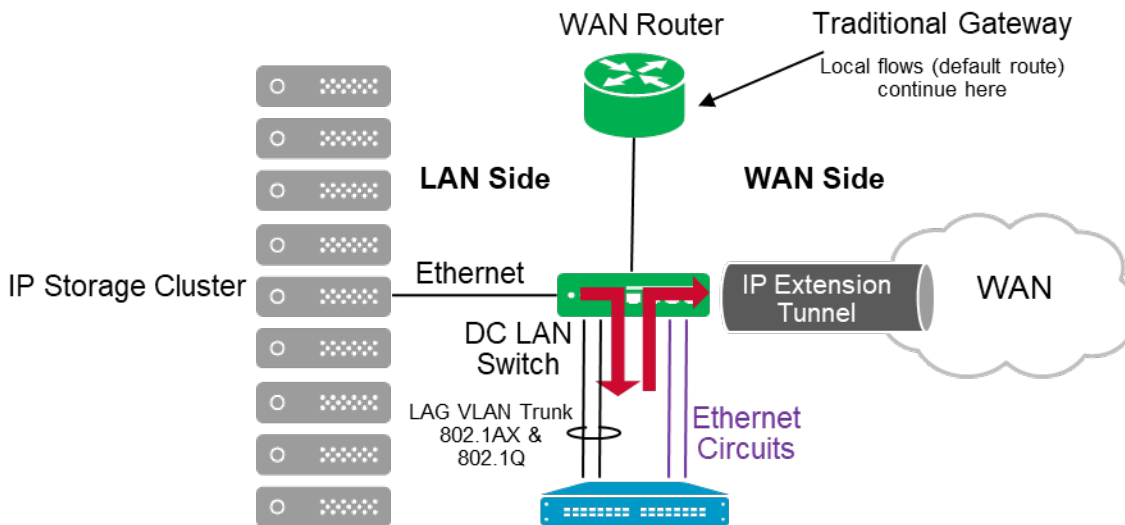 WAN Router
Traditional Gateway
Local flows (default route)
continue here
LAN Side
WAN Side
IP Storage Cluster
Ethernet
IP Extension
Tunnel
WAN
DC LAN
Switch
LAG VLAN Trunk
802.1AX &
802.1Q
Ethernet
Circuits